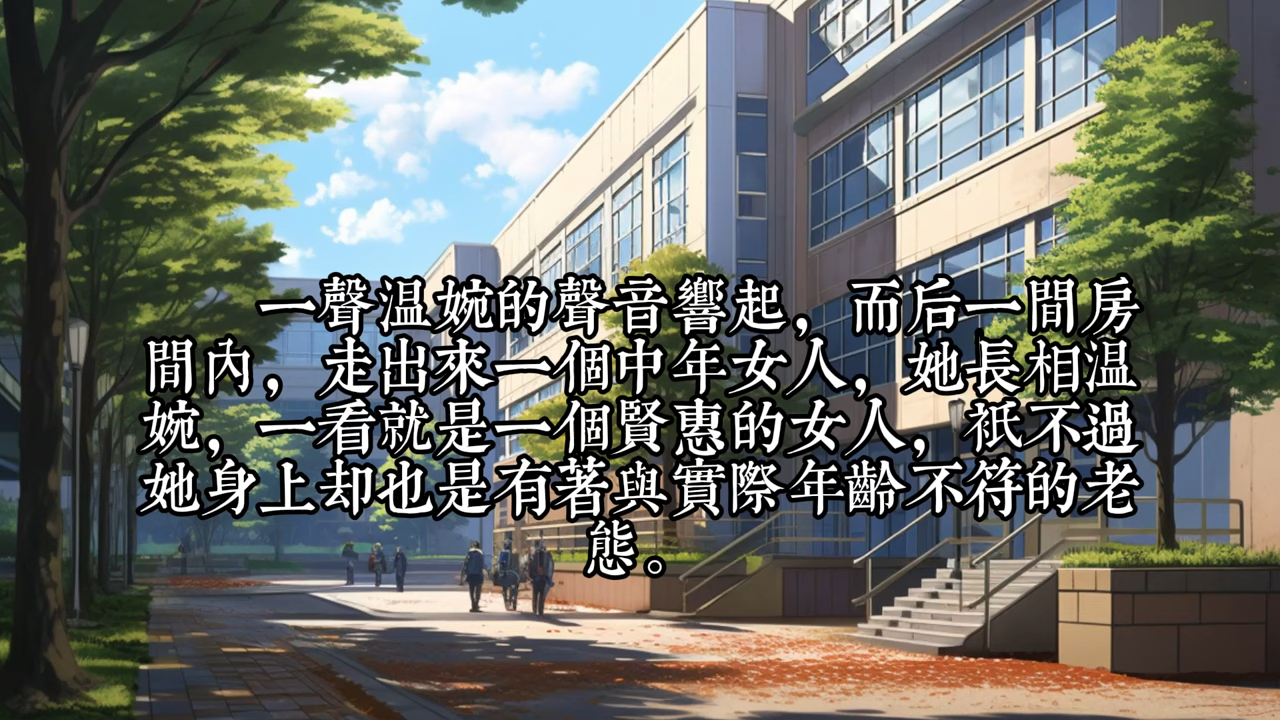 一聲温婉的聲音響起，而后一間房
間內，走出來一個中年女人，她長相温
婉，一看就是一個賢惠的女人，祇不過
她身上却也是有著與實際年齡不符的老
態。